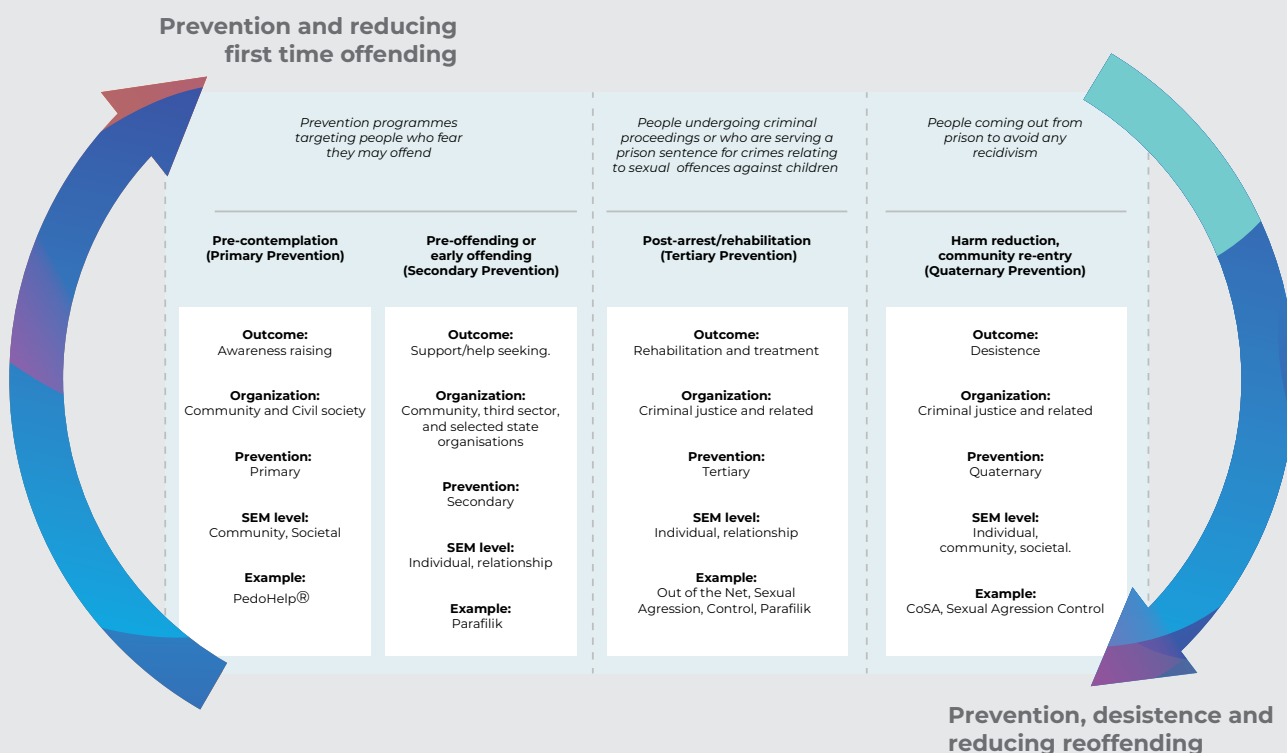 Prevention and reducing
first time offending
Prevention programmes
targeting people who fear
they may offend
People undergoing criminal
proceedings or who are serving a
prison sentence for crimes relating
to sexual offences against children
People coming out from
prison to avoid any
recidivism
Pre-contemplation
(Primary Prevention)
Pre-offending or
early offending
(Secondary Prevention)
Post-arrest/rehabilitation
(Tertiary Prevention)
Harm reduction,
community re-entry
(Quaternary Prevention)
Outcome:
Awareness raising
Organization:
Community and Civil society
Prevention:
Primary
SEM level:
Community, Societal
Example:
PedoHelp®
Outcome:
Support/help seeking.
Organization:
Community, third sector,
and selected state
organisations
Prevention:
Secondary
SEM level:
Individual, relationship
Example:
Parafilik
Outcome:
Rehabilitation and treatment
Organization:
Criminal justice and related
Prevention:
Tertiary
SEM level:
Individual, relationship
Example:
Out of the Net, Sexual
Agression, Control, Parafilik
Outcome:
Desistence
Organization:
Criminal justice and related
Prevention:
Quaternary
SEM level:
Individual,
community, societal.
Example:
CoSA, Sexual Agression Control
Prevention, desistence and
reducing reoffending